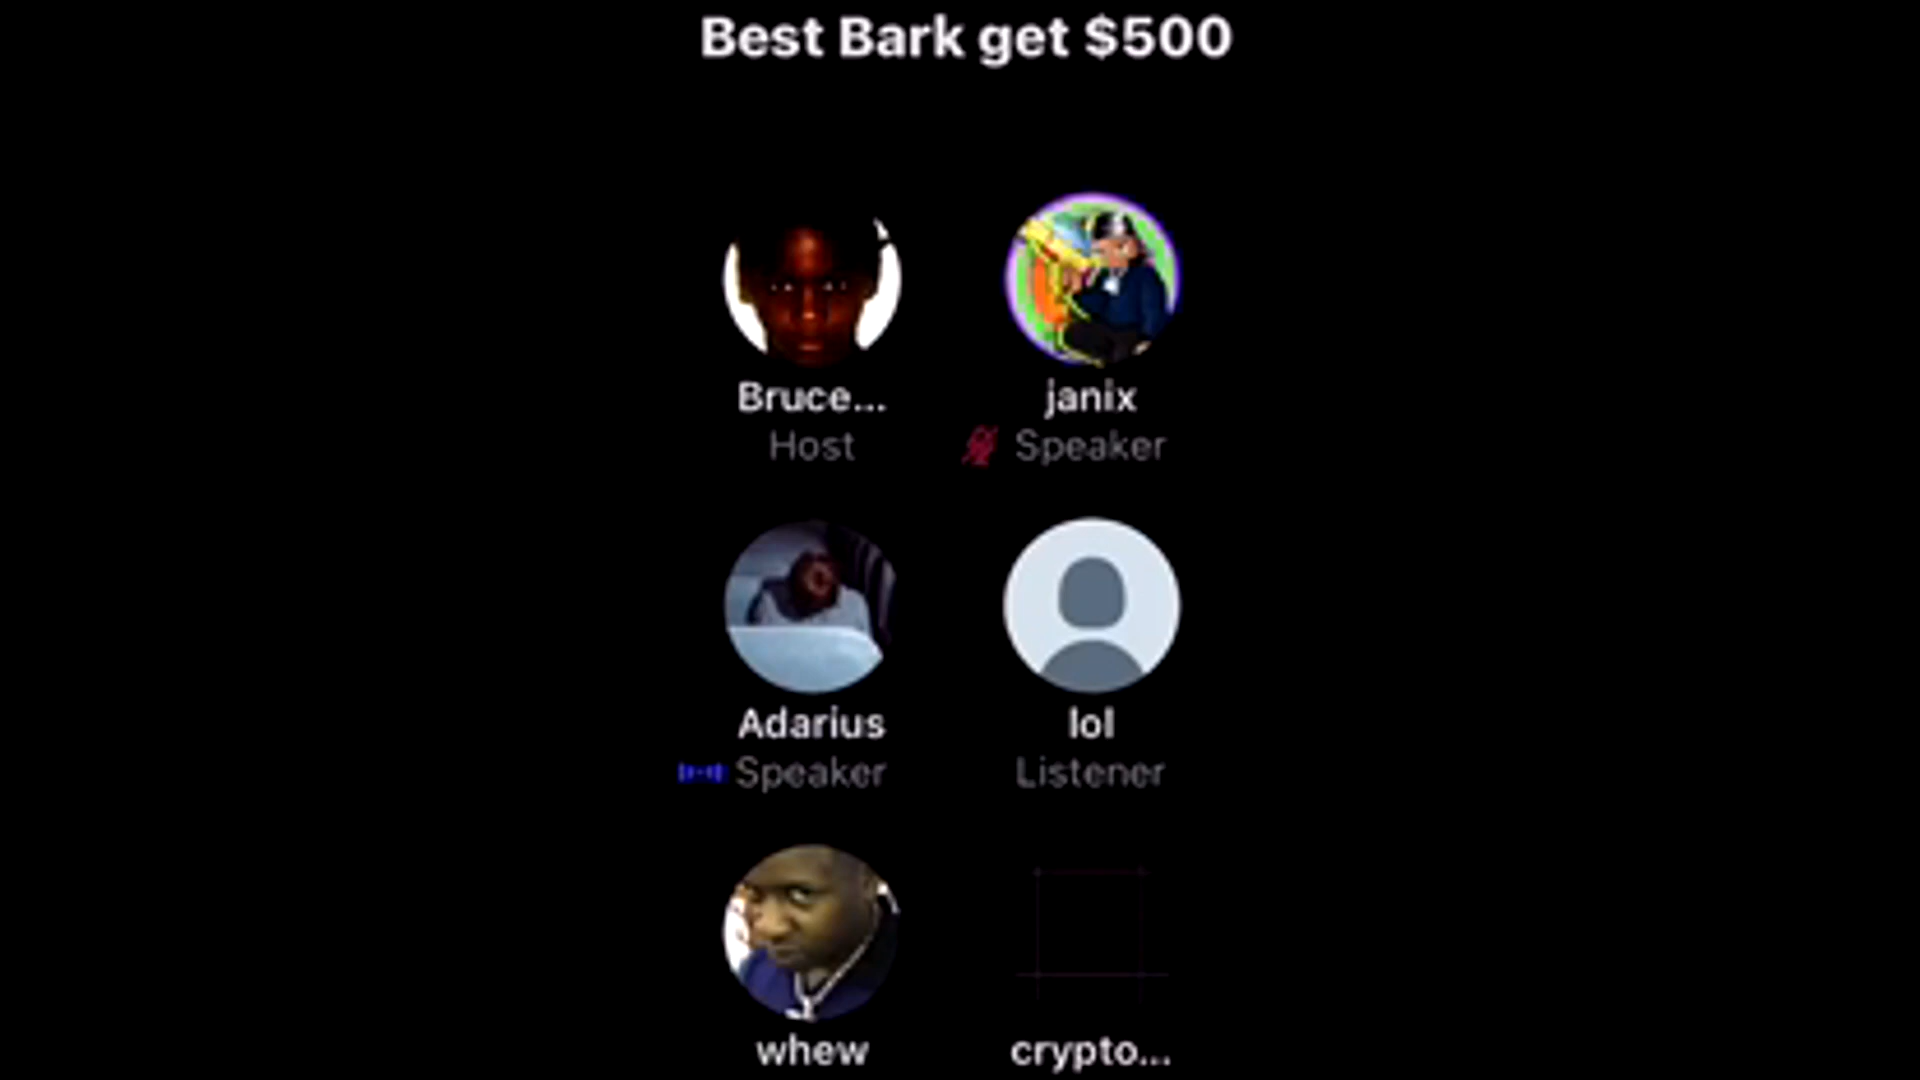 Best Bark get $500
Bruce... janix
Host Speaker
Adarius lol
Speaker Listener
whew crypto...